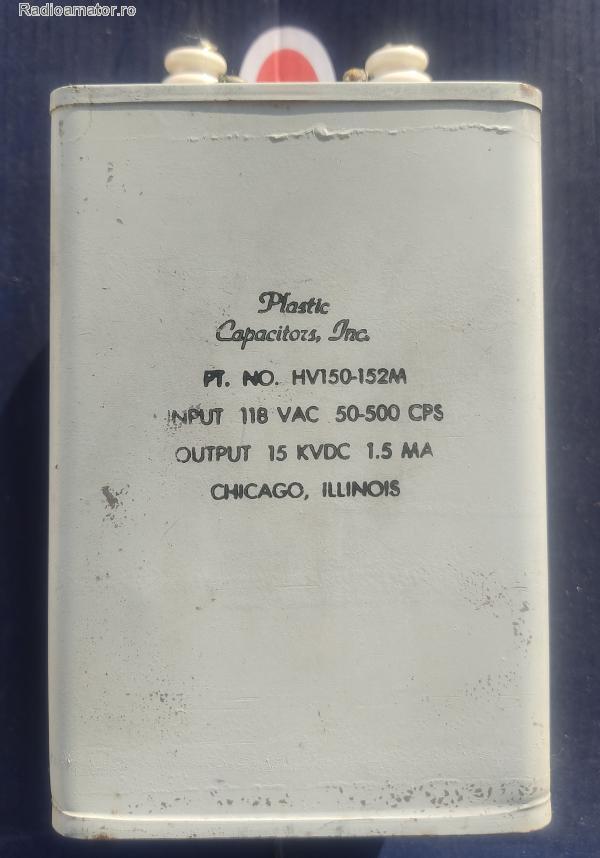 Radioamator.ro
Plastic
Capacitors, Inc.
PT. NO. HV150-152M
INPUT 118 VAC 50-500 CPS
OUTPUT 15 KVDC 1.5 MA
CHICAGO, ILLINOIS